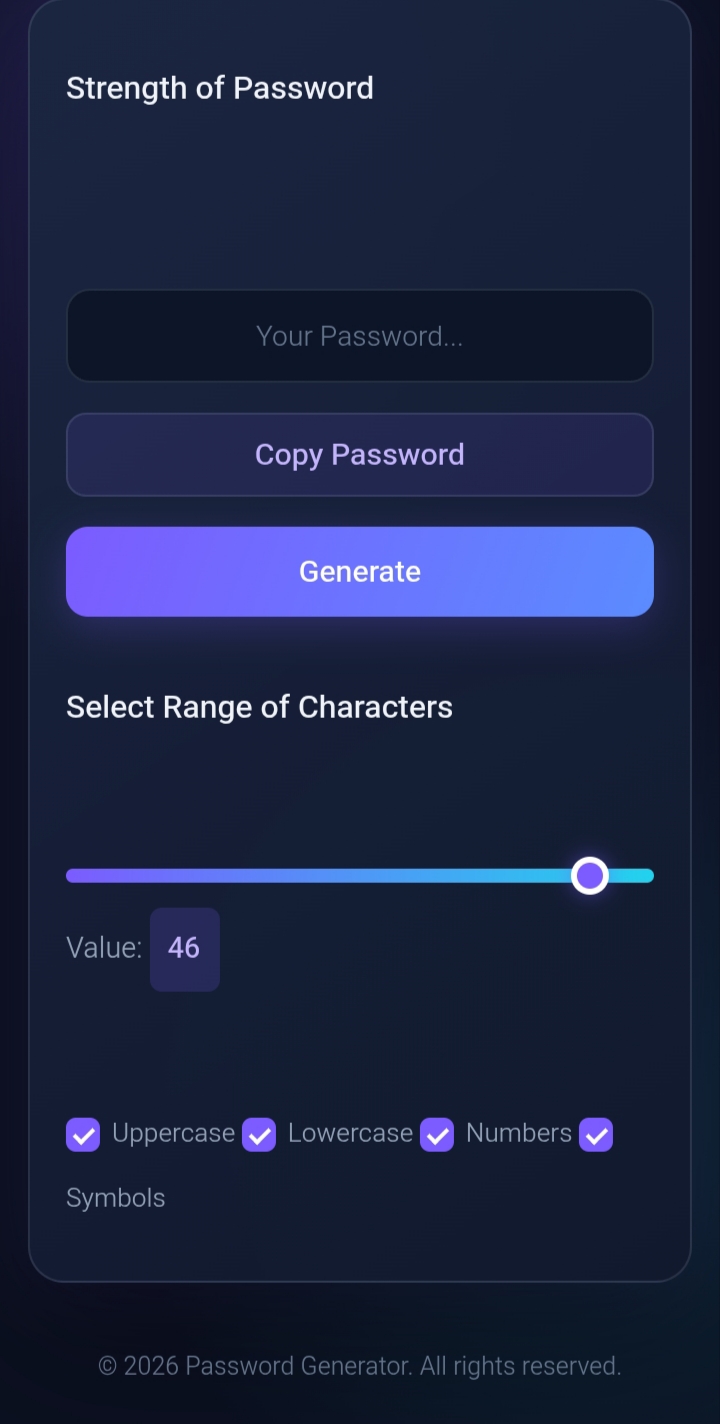 Strength of Password
Your Password...
Copy Password
Generate
Select Range of Characters
Value: 46
Uppercase Lowercase Numbers
Symbols
© 2026 Password Generator. All rights reserved.